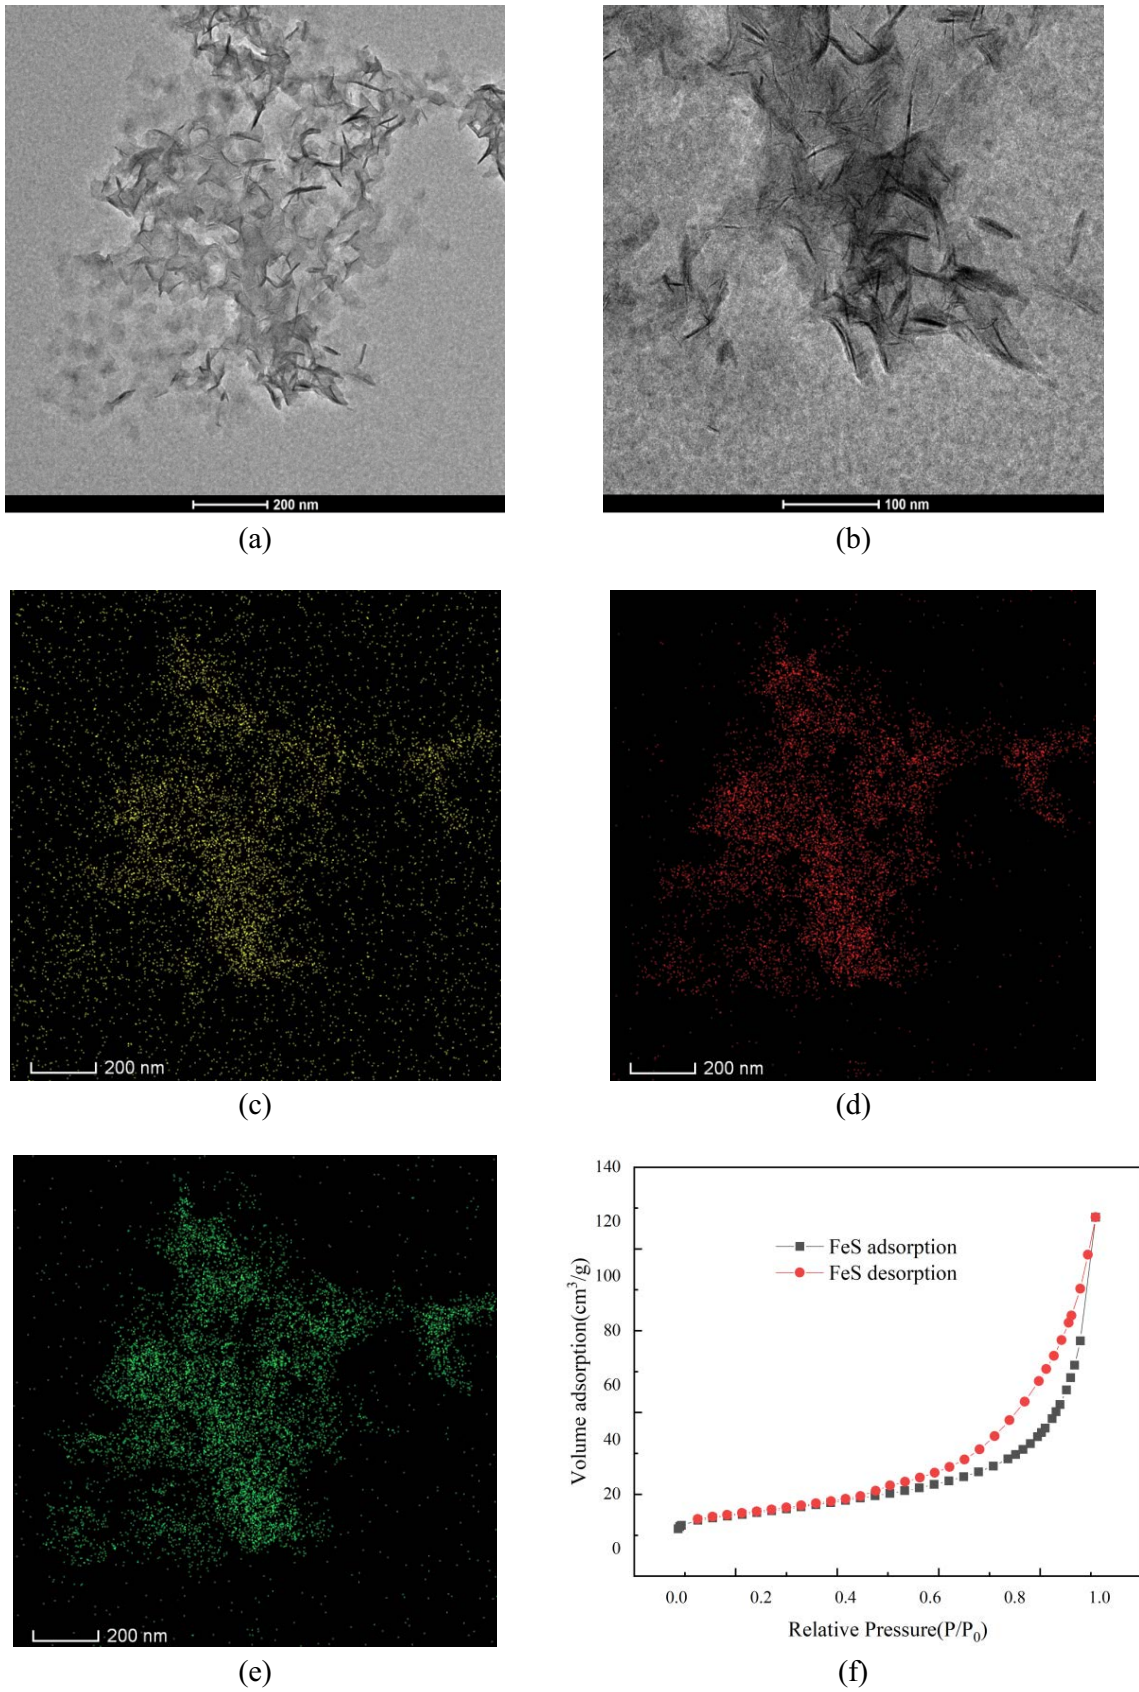 200 nm
100 nm
(a)
(b)
200 nm
200 nm
(c)
(d)
200 nm
(e)
140
120
100
80
60
40
20
0
Volume adsorption(cm³/g)
FeS adsorption
FeS desorption
0.0 0.2 0.4 0.6 0.8 1.0
Relative Pressure(P/P₀)
(f)